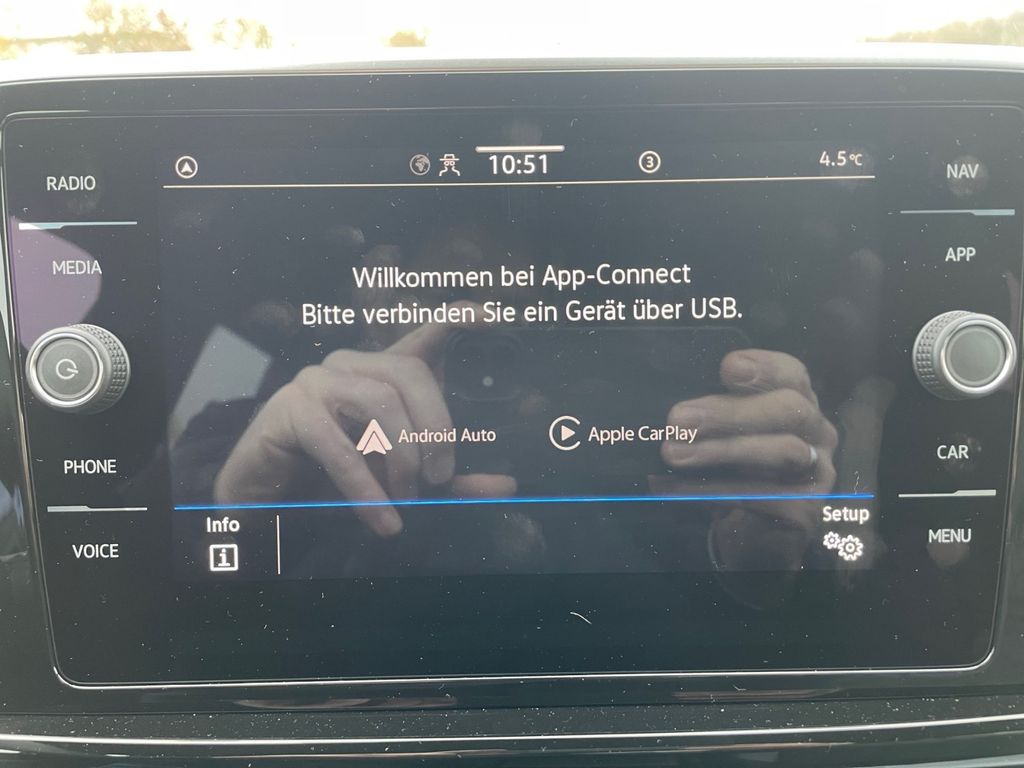 RADIO
MEDIA
PHONE
VOICE
10:51
3
4.5°C
Willkommen bei App-Connect
Bitte verbinden Sie ein Gerät über USB.
Android Auto
Apple CarPlay
Info
i
Setup
NAV
APP
CAR
MENU